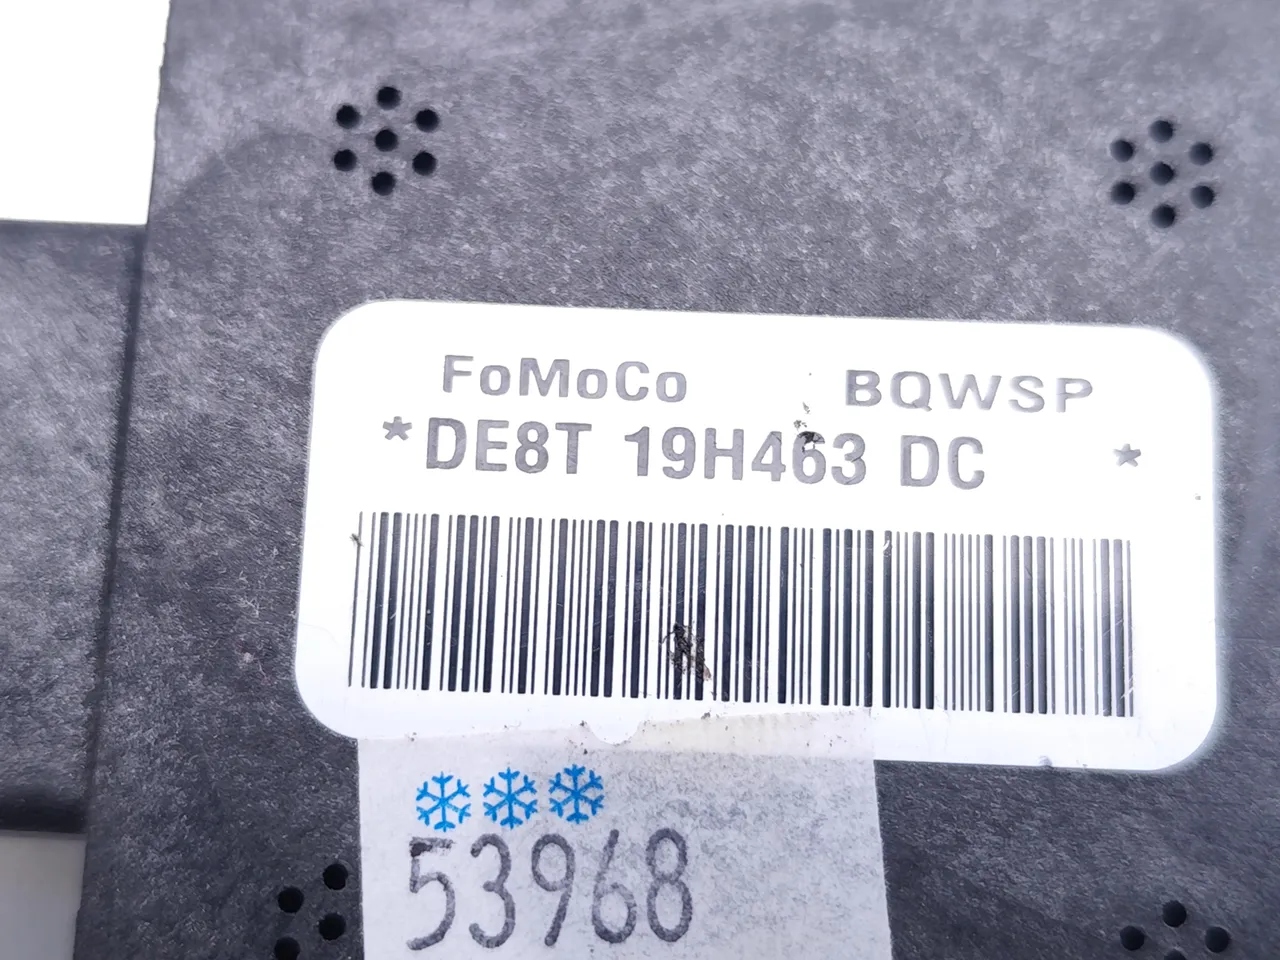 FoMoCo BQWSP
*DE8T 19H463 DC *
53968